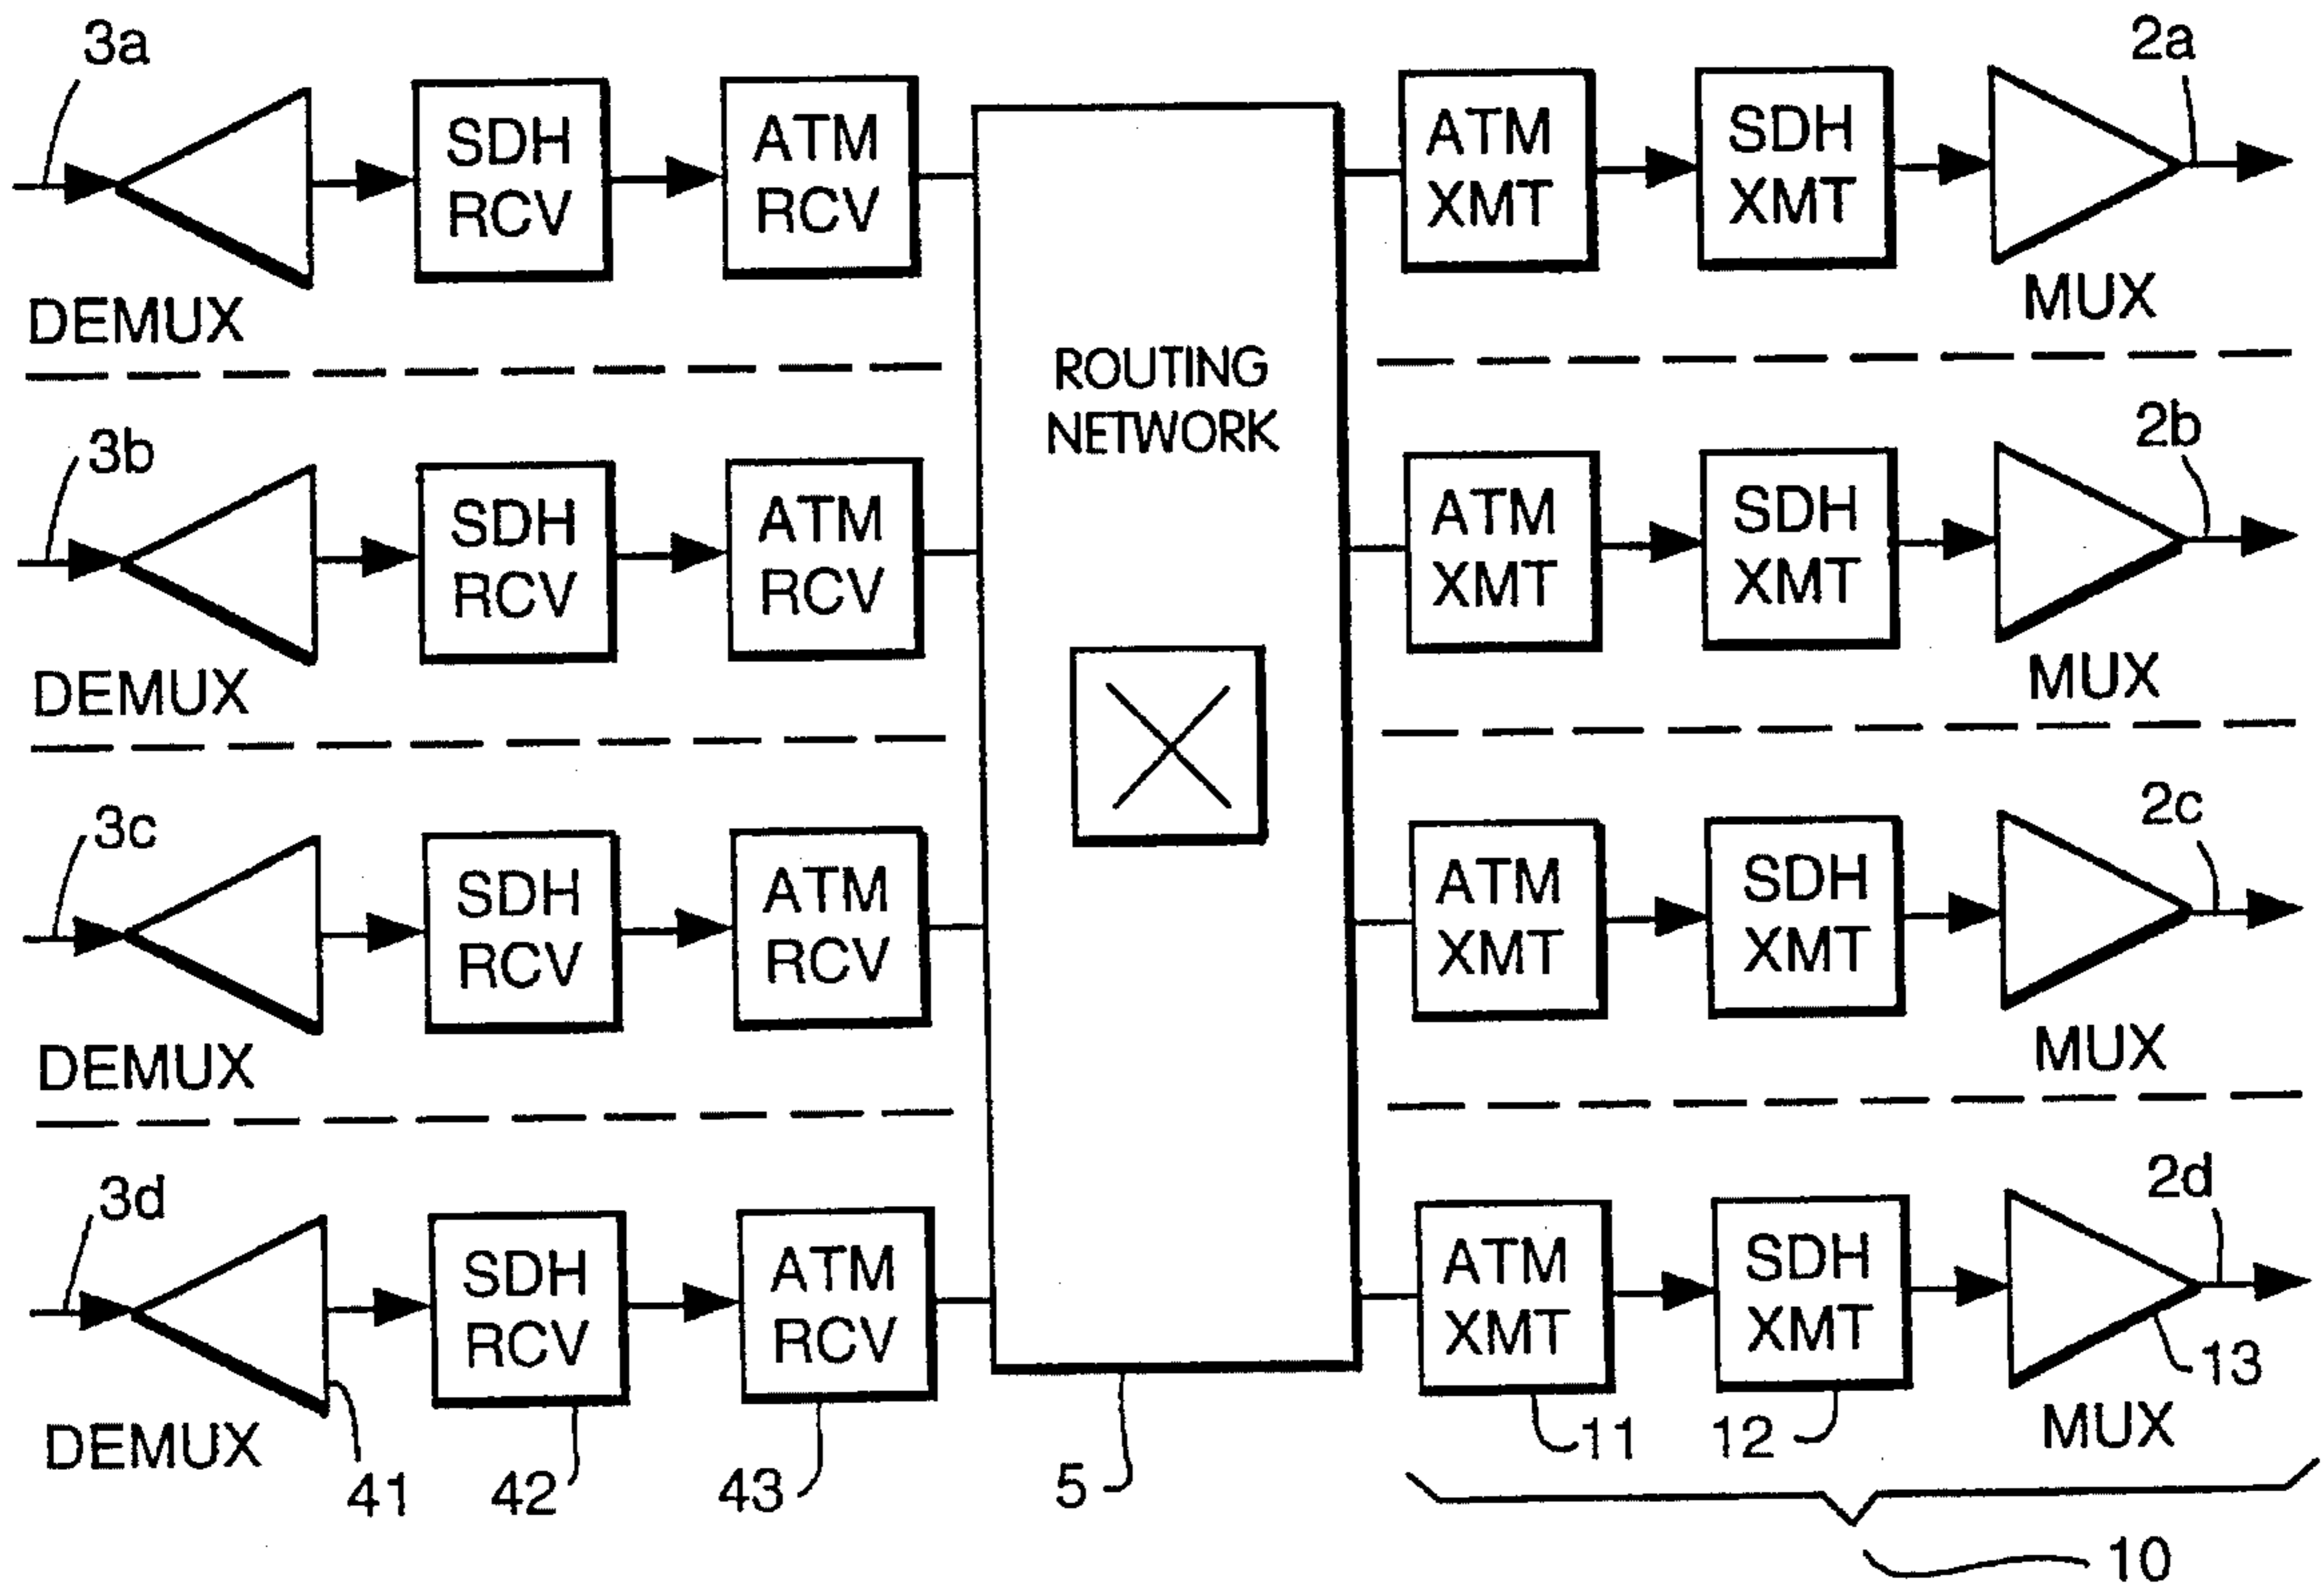 3a
2a
SDH
RCV
ATM
RCV
ATM
XMT
SDH
XMT
DEMUX
MUX
ROUTING
NETWORK
3b
2b
SDH
RCV
ATM
RCV
ATM
XMT
SDH
XMT
DEMUX
MUX
3c
2c
SDH
RCV
ATM
RCV
ATM
XMT
SDH
XMT
DEMUX
MUX
3d
2d
SDH
RCV
ATM
RCV
ATM
XMT
SDH
XMT
13
DEMUX
MUX
41
42
43
5
11
12
10